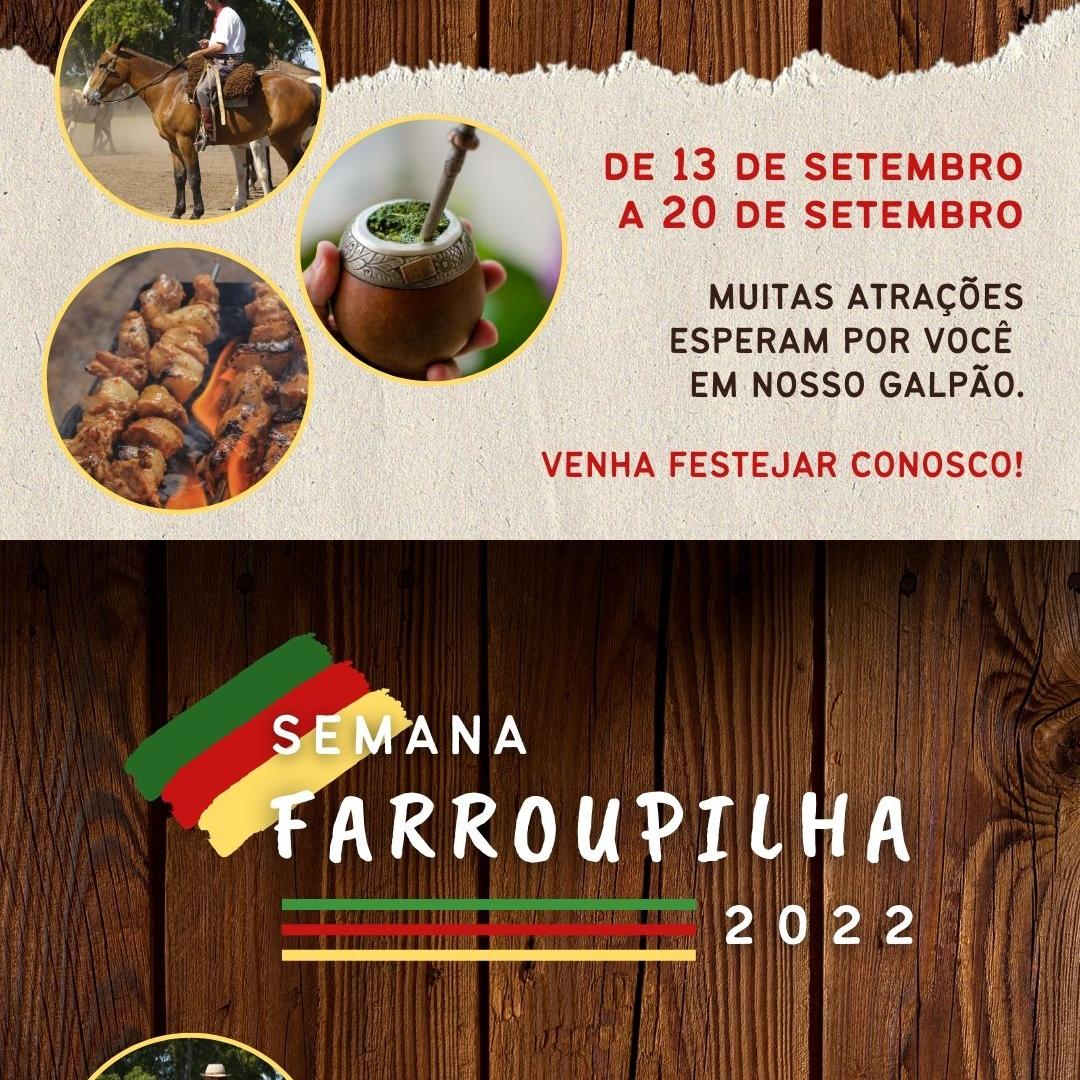 DE 13 DE SETEMBRO
A 20 DE SETEMBRO
MUITAS ATRAÇÕES
ESPERAM POR VOCÊ
EM NOSSO GALPÃO.
VENHA FESTEJAR CONOSCO!
SEMANA
FARROUPILHA
2022